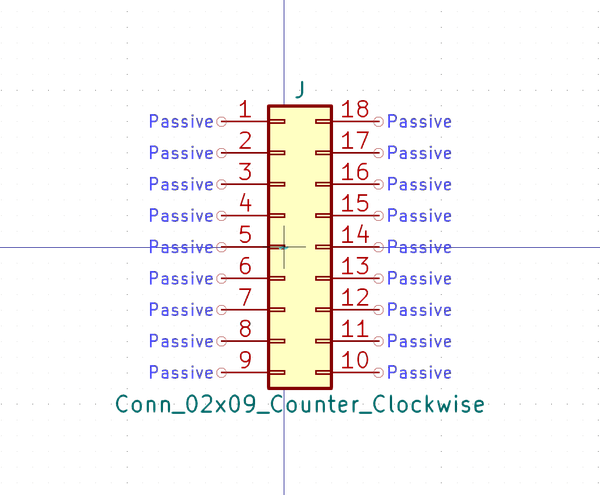 J
Passive 1 18 Passive
Passive 2 17 Passive
Passive 3 16 Passive
Passive 4 15 Passive
Passive 5 14 Passive
Passive 6 13 Passive
Passive 7 12 Passive
Passive 8 11 Passive
Passive 9 10 Passive
Conn_02x09_Counter_Clockwise